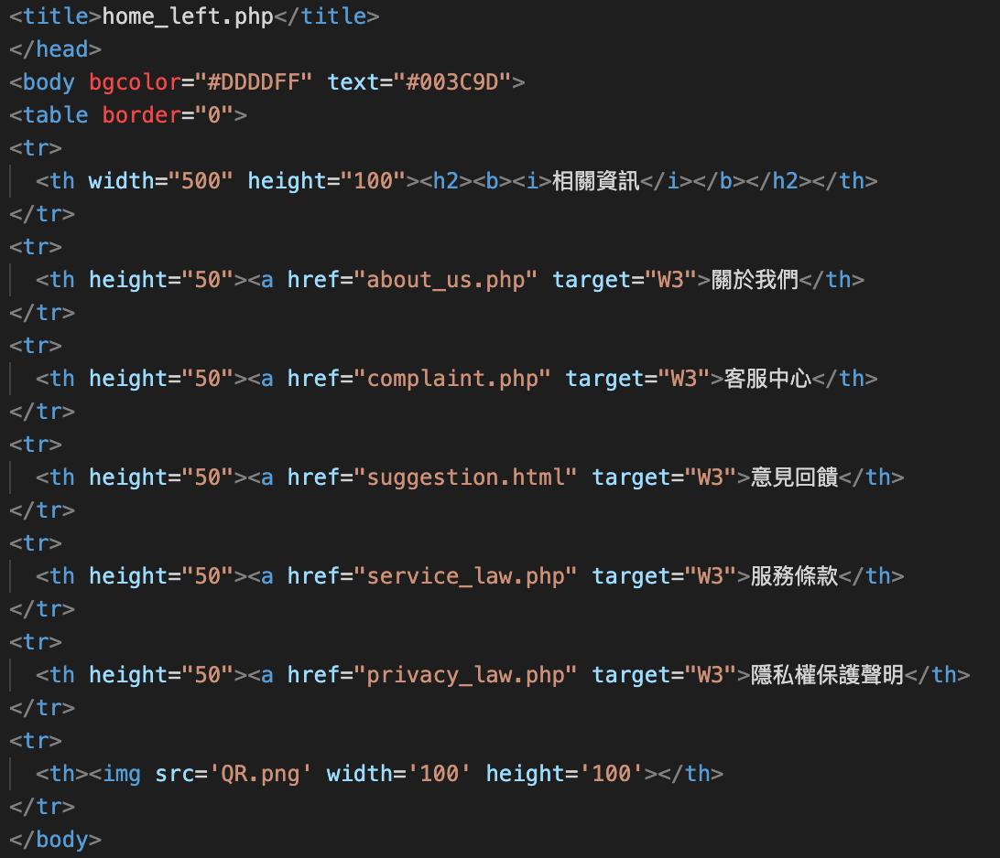 <title>home_left.php</title>
</head>
<body bgcolor="#DDDDFF" text="#003C9D">
<table border="0">
<tr>
  <th width="500" height="100"><h2><b><i>相關資訊</i></b></h2></th>
</tr>
<tr>
  <th height="50"><a href="about_us.php" target="W3">關於我們</th>
</tr>
<tr>
  <th height="50"><a href="complaint.php" target="W3">客服中心</th>
</tr>
<tr>
  <th height="50"><a href="suggestion.html" target="W3">意見回饋</th>
</tr>
<tr>
  <th height="50"><a href="service_law.php" target="W3">服務條款</th>
</tr>
<tr>
  <th height="50"><a href="privacy_law.php" target="W3">隱私權保護聲明</th>
</tr>
<tr>
  <th><img src='QR.png' width='100' height='100'></th>
</tr>
</body>